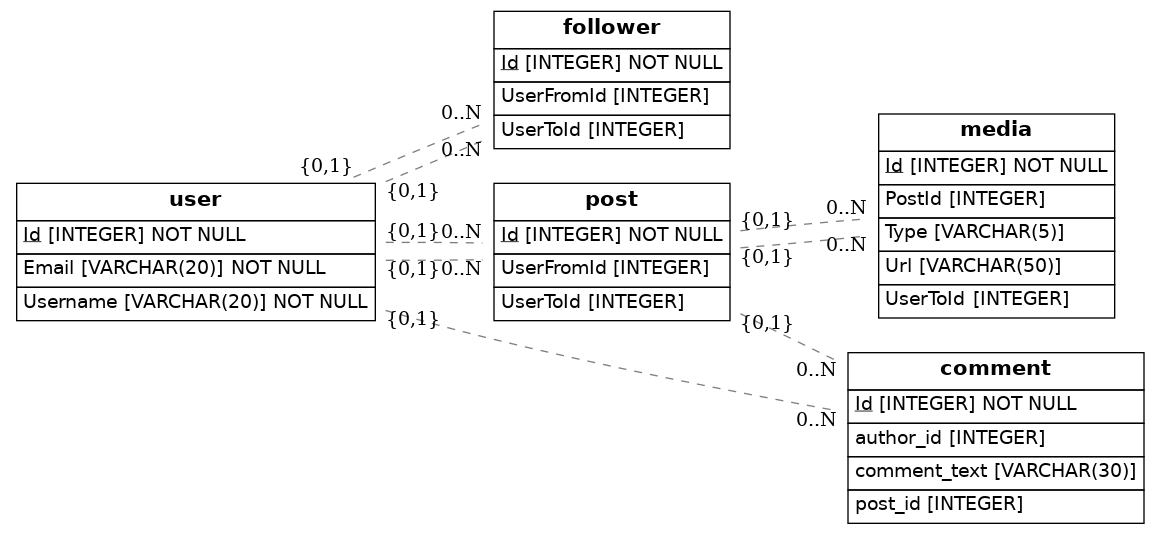 follower
Id [INTEGER] NOT NULL
UserFromId [INTEGER]
UserToId [INTEGER]
0..N
0..N
{0,1}
{0,1}
user
Id [INTEGER] NOT NULL
Email [VARCHAR(20)] NOT NULL
Username [VARCHAR(20)] NOT NULL
{0,1}
0..N
{0,1}
0..N
{0,1}
post
Id [INTEGER] NOT NULL
UserFromId [INTEGER]
UserToId [INTEGER]
{0,1}
0..N
{0,1}
0..N
{0,1}
0..N
0..N
media
Id [INTEGER] NOT NULL
PostId [INTEGER]
Type [VARCHAR(5)]
Url [VARCHAR(50)]
UserToId [INTEGER]
comment
Id [INTEGER] NOT NULL
author_id [INTEGER]
comment_text [VARCHAR(30)]
post_id [INTEGER]